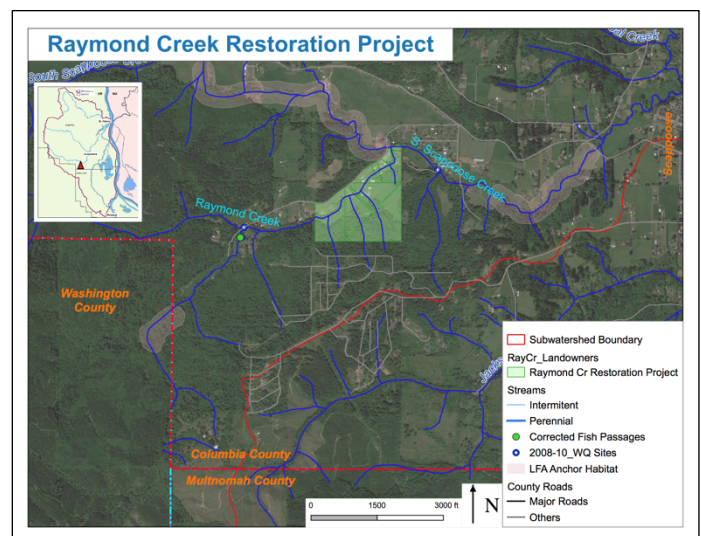 Raymond Creek Restoration Project
South Scappoose
S. Scappoose Creek
Scappoose
Raymond Creek
Washington
County
Columbia County
Multnomah County
Subwatershed Boundary
RayCr_Landowners
Raymond Cr Restoration Project
Streams
Intermitent
Perennial
Corrected Fish Passages
2008-10_WQ Sites
LFA Anchor Habitat
County Roads
Major Roads
Others
0 1500 3000 ft
N